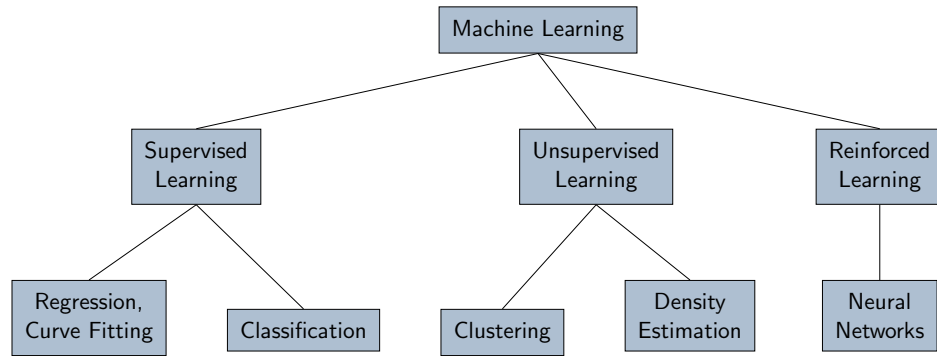 Machine Learning
Supervised
Learning
Unsupervised
Learning
Reinforced
Learning
Regression,
Curve Fitting
Classification
Clustering
Density
Estimation
Neural
Networks